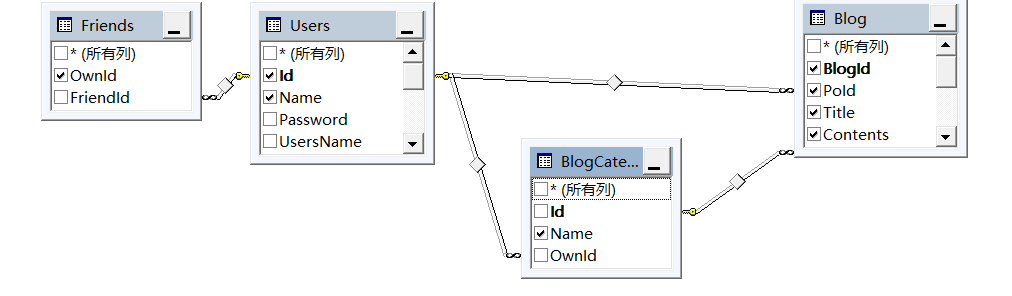 Friends
* (所有列)
OwnId
FriendId
Users
* (所有列)
Id
Name
Password
UsersName
BlogCate...
* (所有列)
Id
Name
OwnId
Blog
* (所有列)
BlogId
PoId
Title
Contents